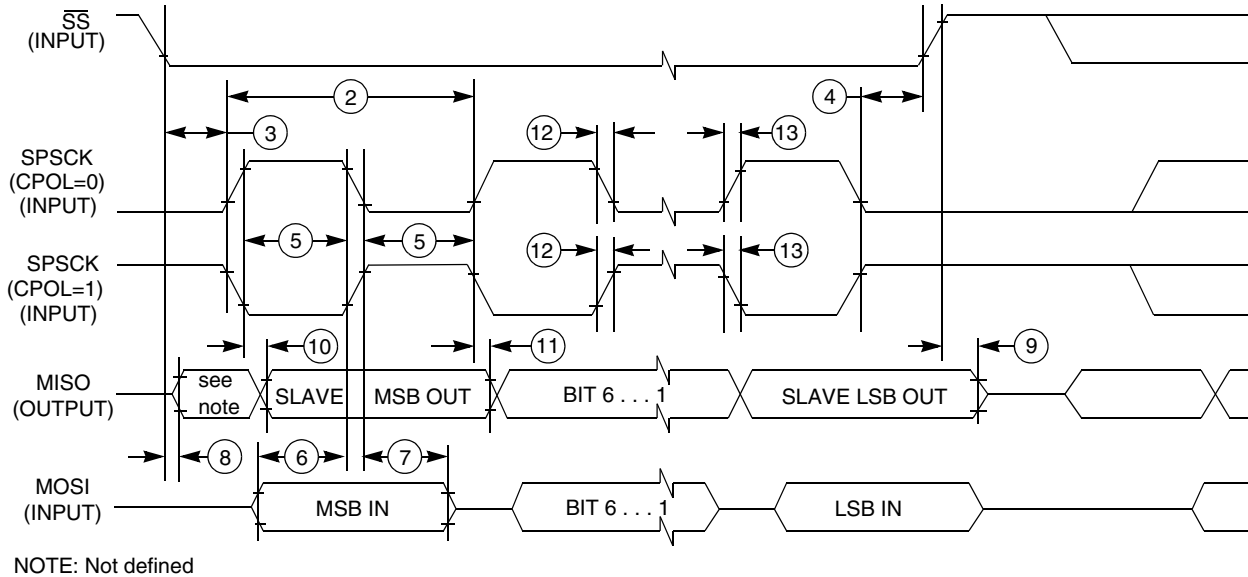 SS
(INPUT)
2
4
3
12
13
SPSCK
(CPOL=0)
(INPUT)
5
5
12
13
SPSCK
(CPOL=1)
(INPUT)
10
11
9
MISO
(OUTPUT)
see
note
SLAVE
MSB OUT
BIT 6 . . . 1
SLAVE LSB OUT
8
6
7
MOSI
(INPUT)
MSB IN
BIT 6 . . . 1
LSB IN
NOTE: Not defined